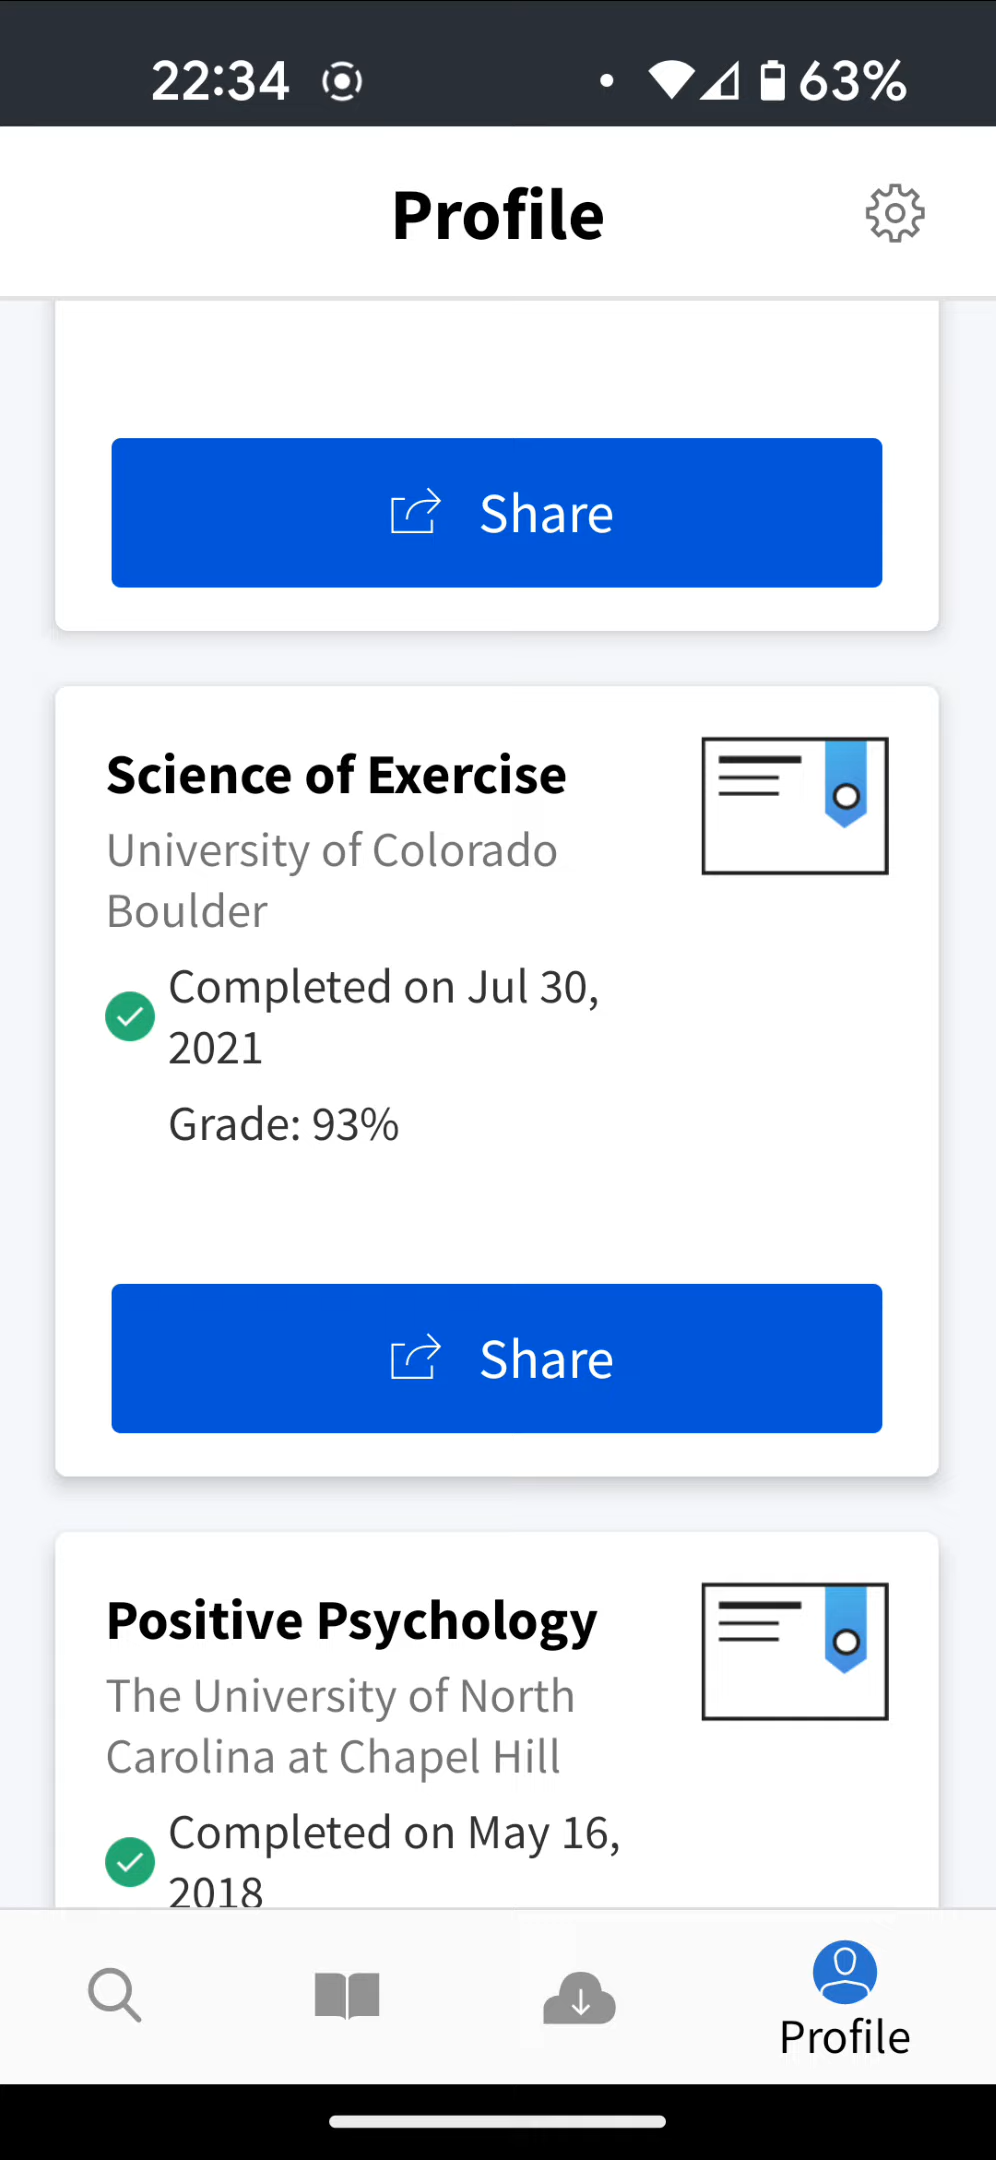 22:34
63%
Profile
Share
Science of Exercise
University of Colorado
Boulder
Completed on Jul 30,
2021
Grade: 93%
Share
Positive Psychology
The University of North
Carolina at Chapel Hill
Completed on May 16,
2018
Profile